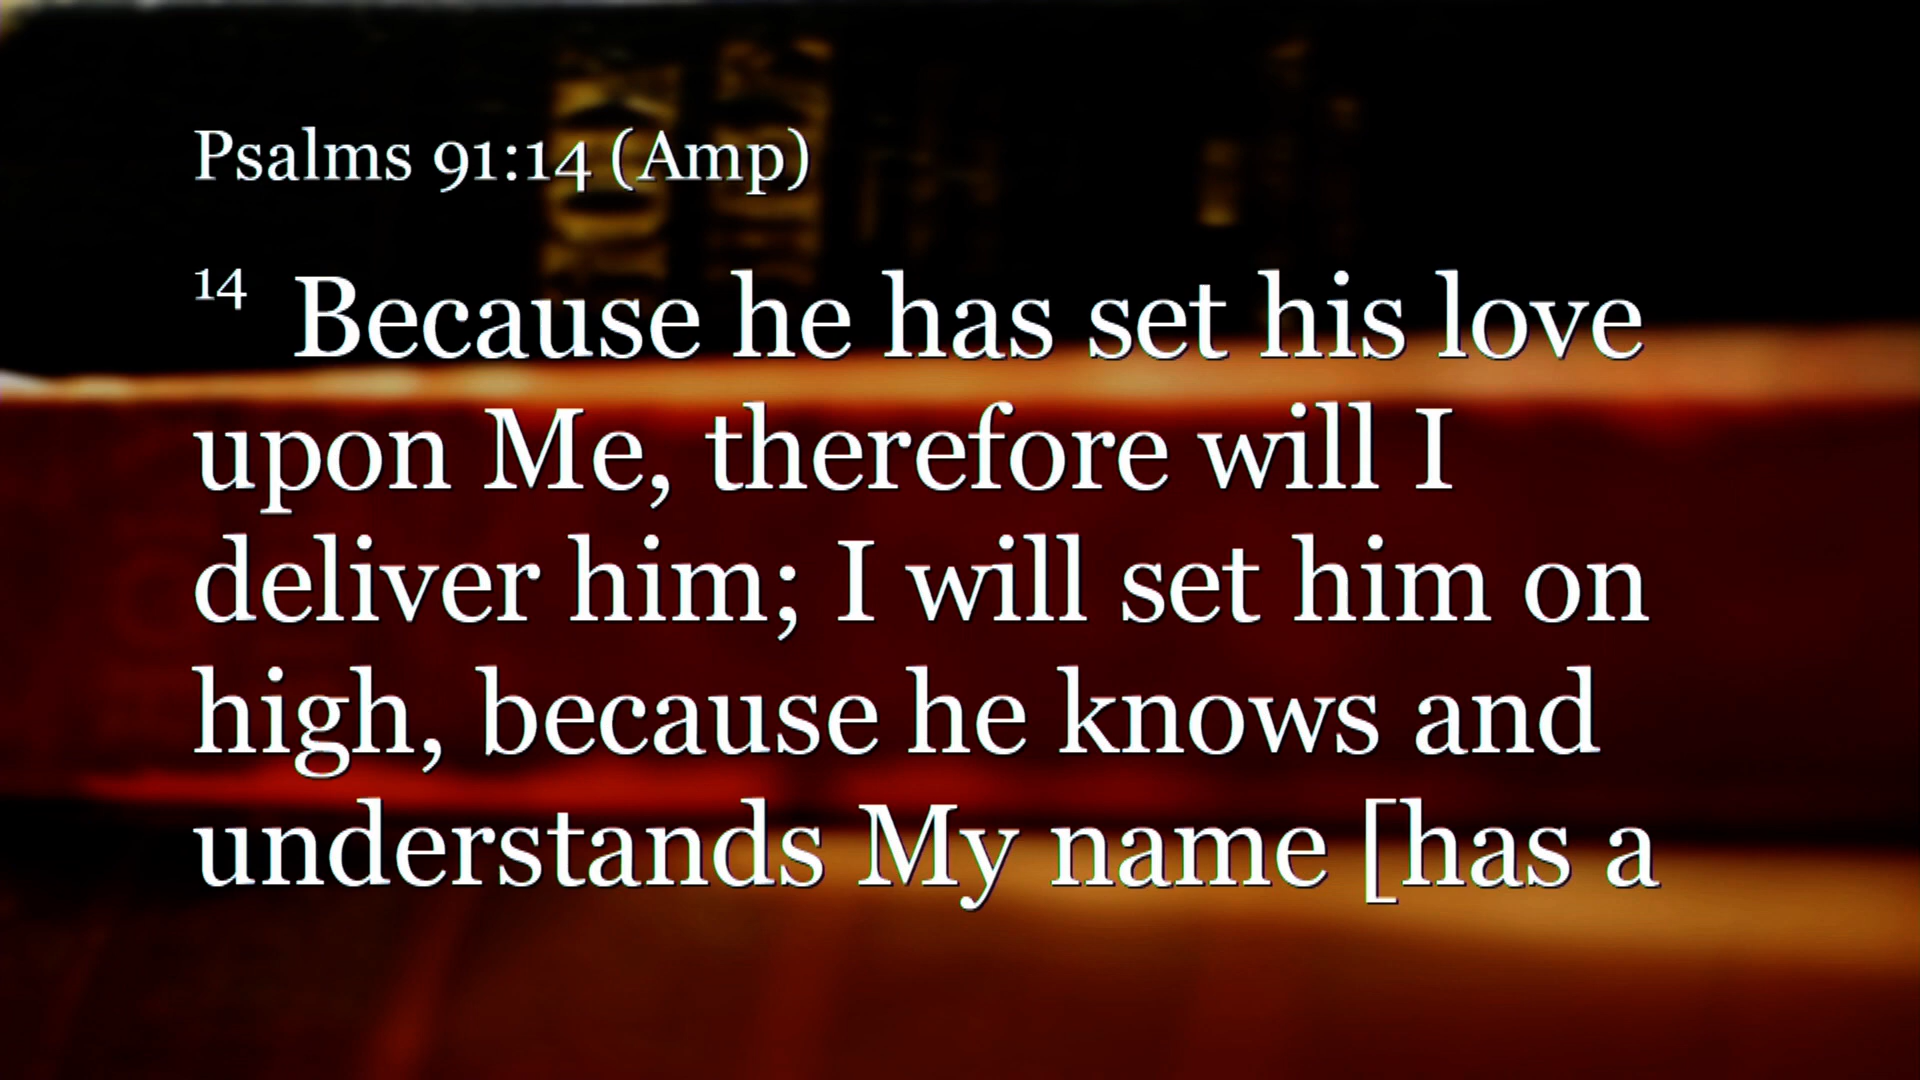 Psalms 91:14 (Amp)
14 Because he has set his love
upon Me, therefore will I
deliver him; I will set him on
high, because he knows and
understands My name [has a